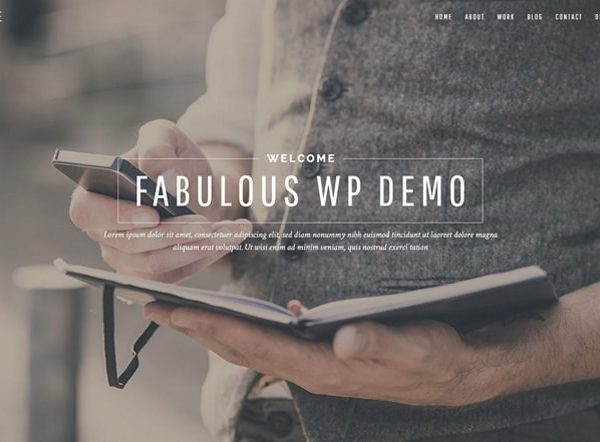 HOME ABOUT WORK BLOG CONTACT
WELCOME
FABULOUS WP DEMO
Lorem ipsum dolor sit amet, consectetuer adipiscing elit, sed diam nonummy nibh euismod tincidunt ut laoreet dolore magna
aliquam erat volutpat. Ut wisi enim ad minim veniam, quis nostrud exerci tation